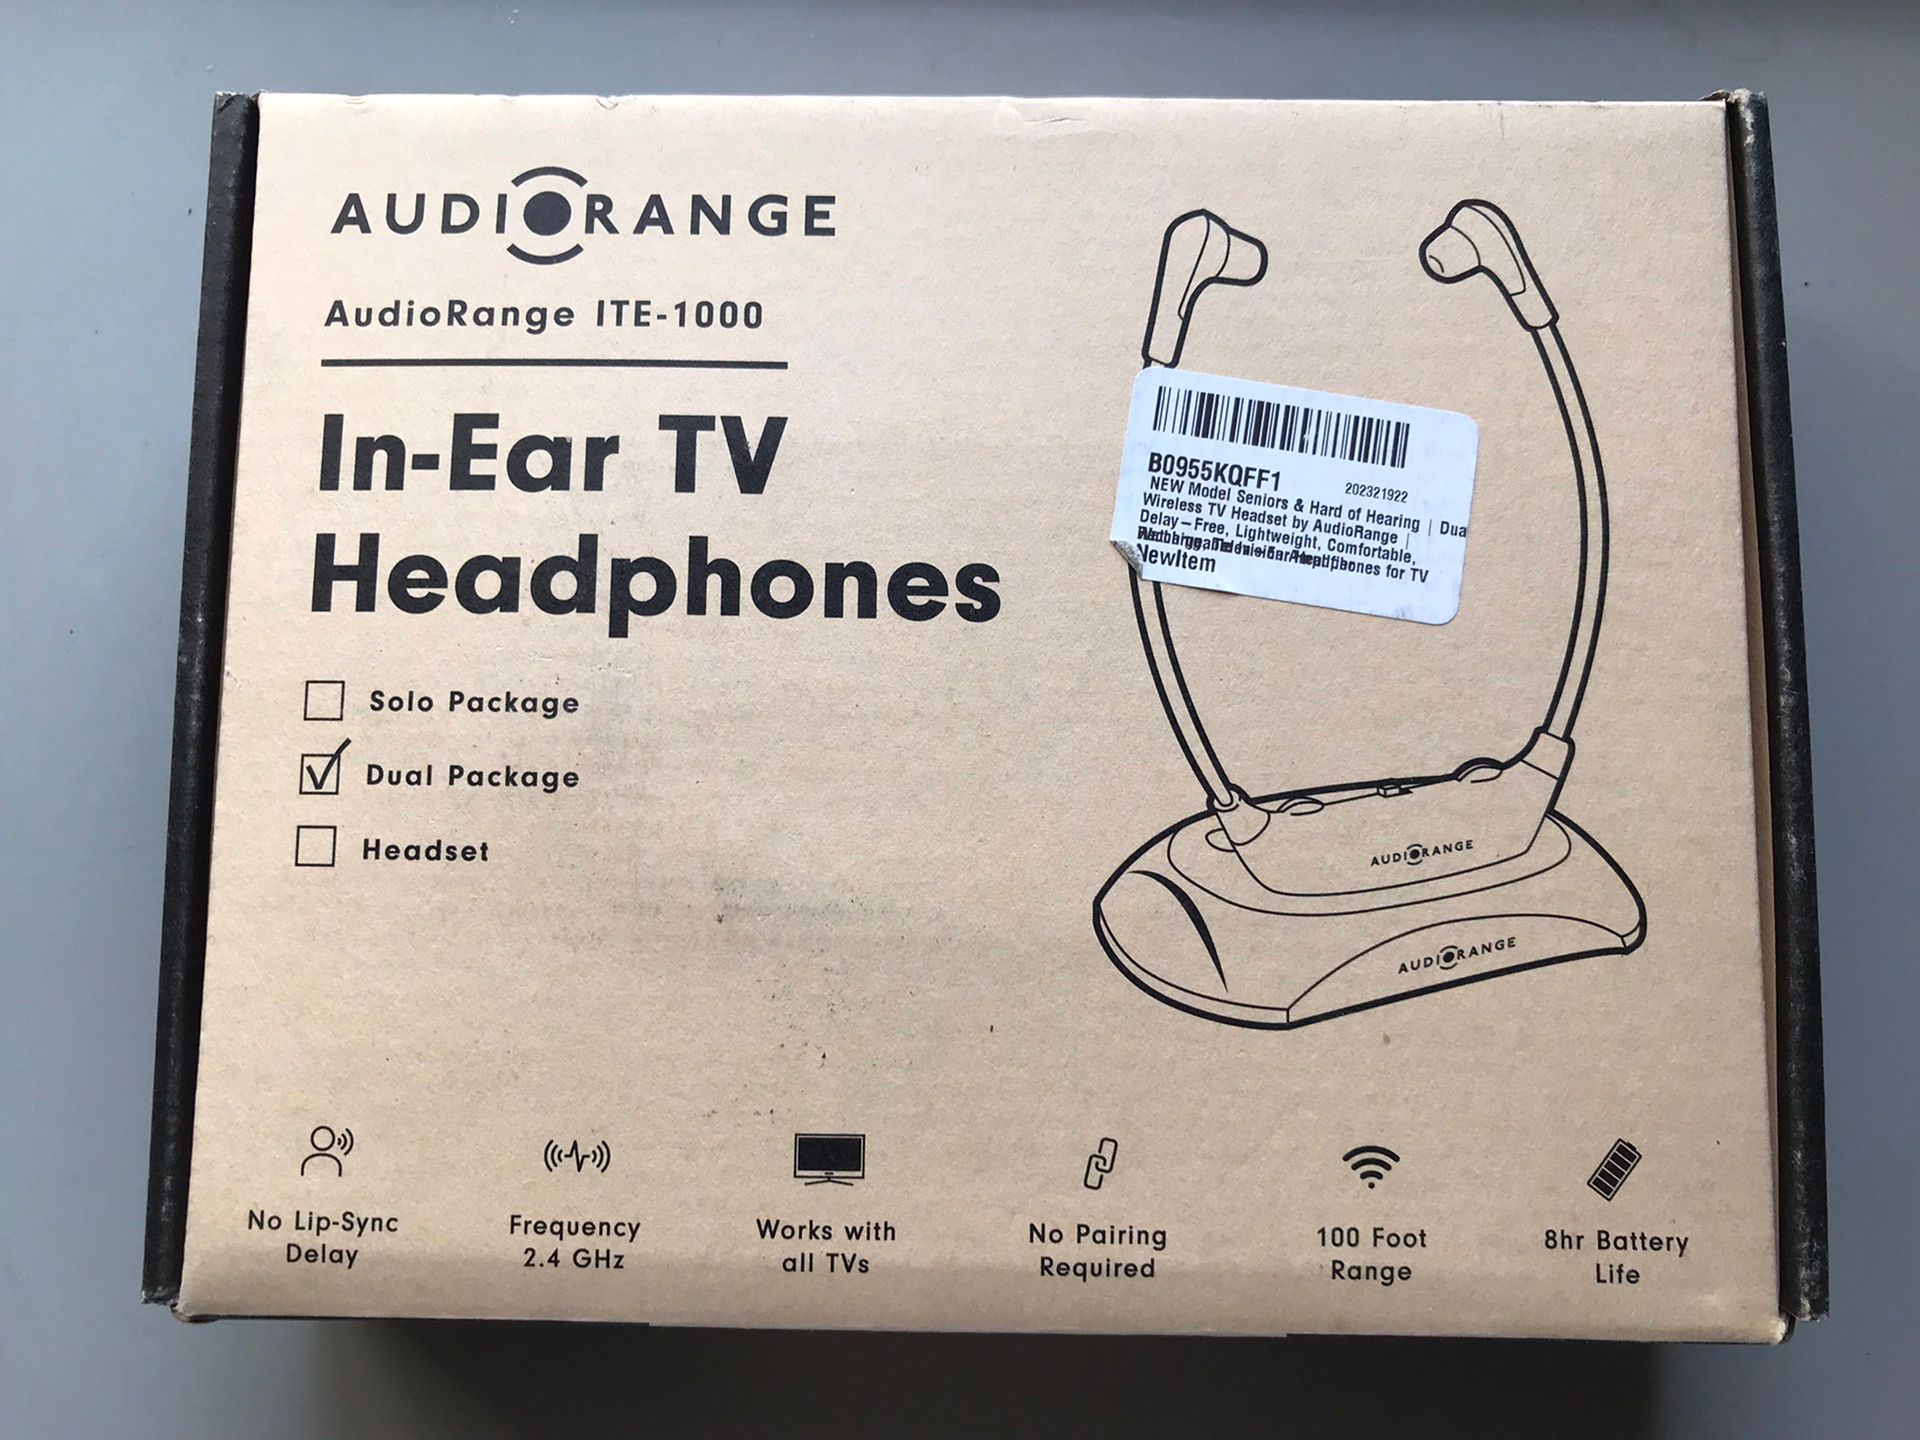 AUDIORANGE
AudioRange ITE-1000
In-Ear TV
Headphones
Solo Package
Dual Package
Headset
B0955KQFF1
202321922
NEW Model Seniors & Hard of Hearing | Dua
Wireless TV Headset by AudioRange |
Delay-Free, Lightweight, Comfortable,
for TV
NewItem
AUDIORANGE
AUDIORANGE
No Lip-Sync
Delay
Frequency
2.4 GHz
Works with
all TVs
No Pairing
Required
100 Foot
Range
8hr Battery
Life